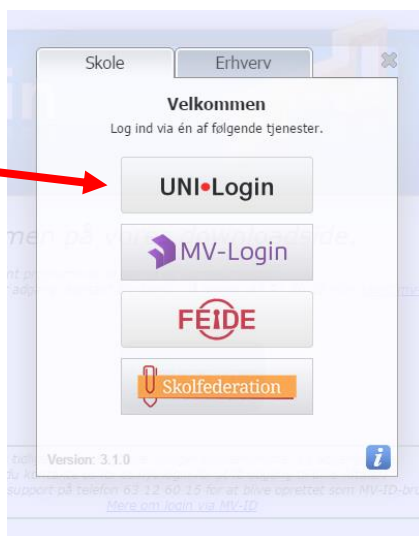 Skole Erhverv
Velkommen
Log ind via én af følgende tjenester.
UNI•Login
MV-Login
FEIDE
Skolfederation
Version: 3.1.0
support på telefon 63 12 60 15 for at blive oprettet som MV-ID-bru
Mere om login via MV-ID